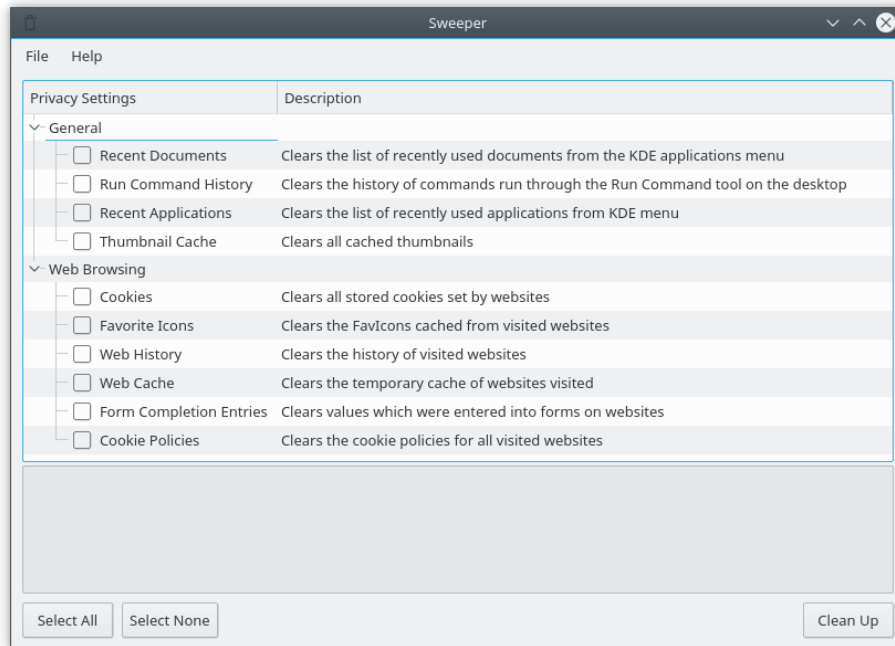 Sweeper
File Help
Privacy Settings Description
General
Recent Documents Clears the list of recently used documents from the KDE applications menu
Run Command History Clears the history of commands run through the Run Command tool on the desktop
Recent Applications Clears the list of recently used applications from KDE menu
Thumbnail Cache Clears all cached thumbnails
Web Browsing
Cookies Clears all stored cookies set by websites
Favorite Icons Clears the FavIcons cached from visited websites
Web History Clears the history of visited websites
Web Cache Clears the temporary cache of websites visited
Form Completion Entries Clears values which were entered into forms on websites
Cookie Policies Clears the cookie policies for all visited websites
Select All Select None Clean Up